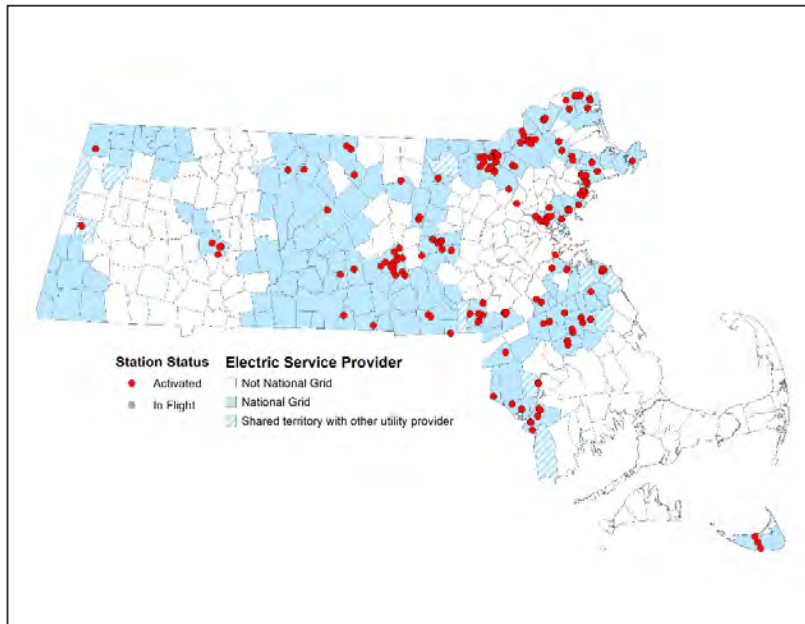 Station Status
Activated
In Flight
Electric Service Provider
Not National Grid
National Grid
Shared territory with other utility provider